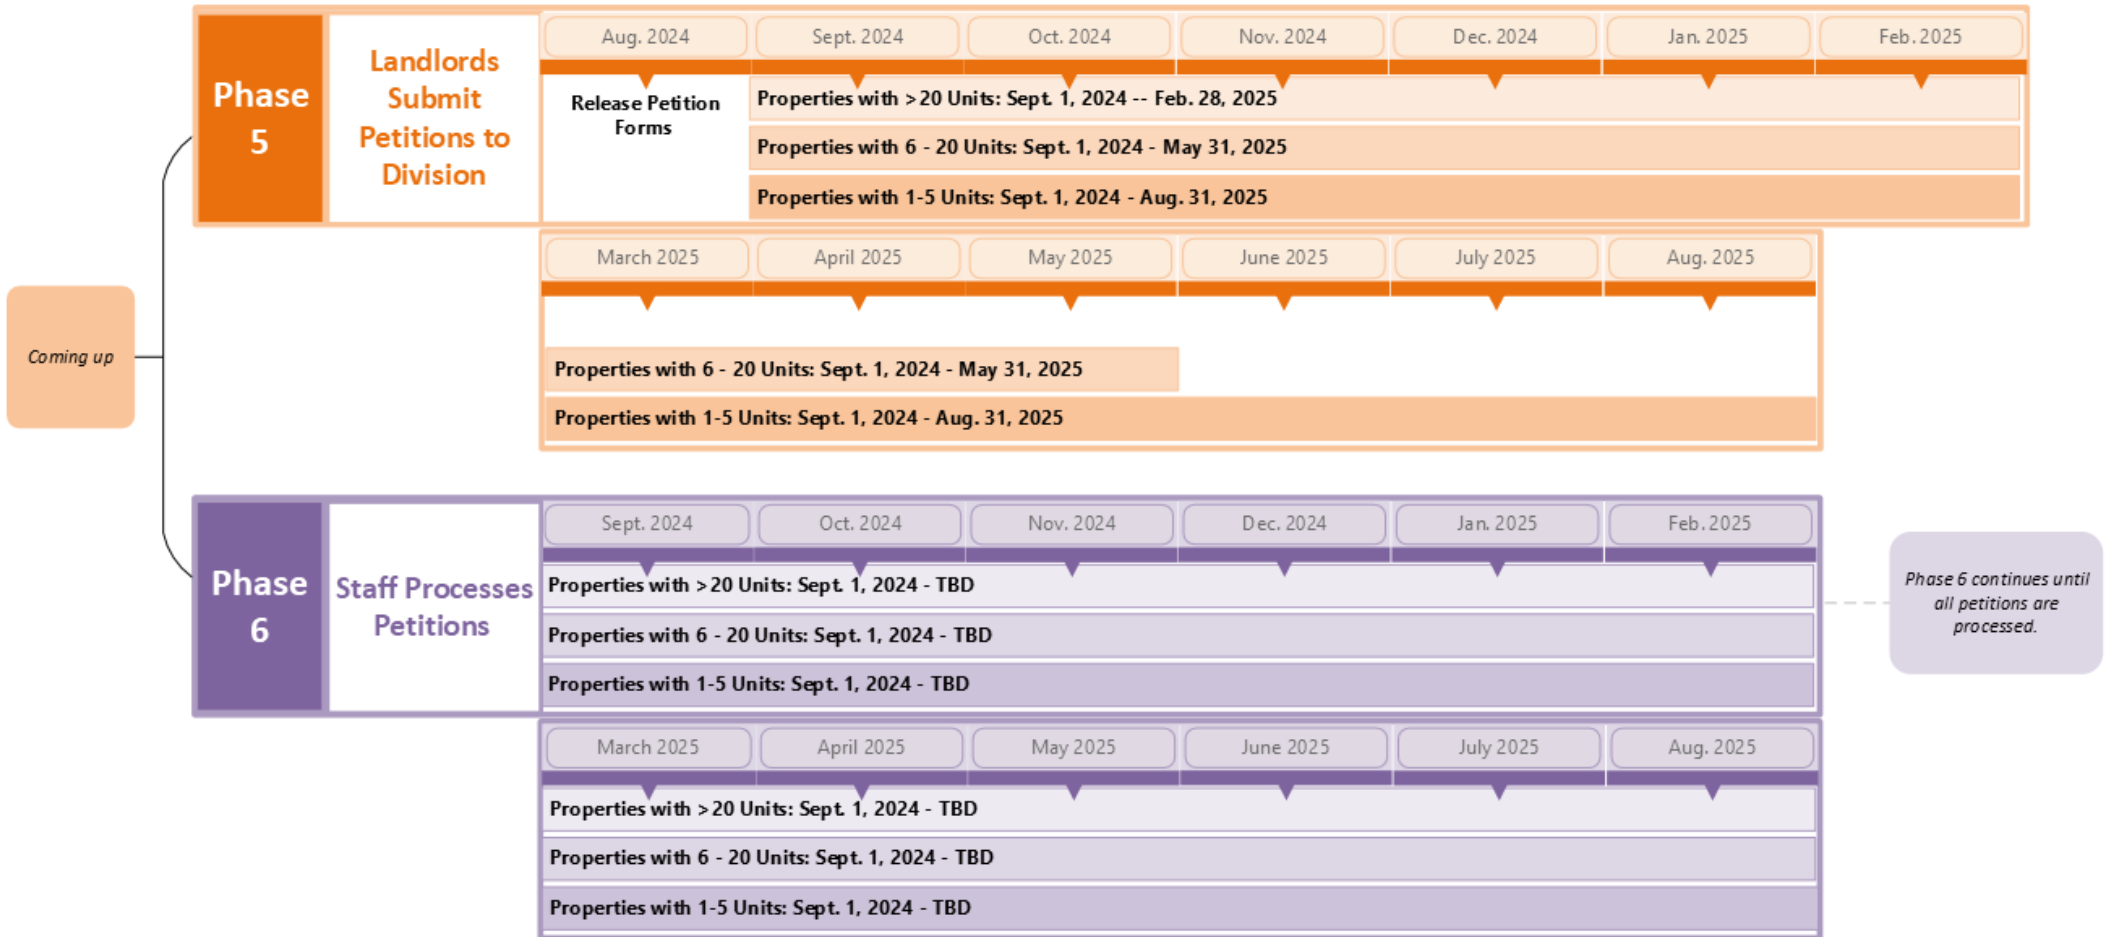 Phase
5
Landlords
Submit
Petitions to
Division
Aug. 2024
Sept. 2024
Oct. 2024
Nov. 2024
Dec. 2024
Jan. 2025
Feb. 2025
Release Petition
Forms
Properties with >20 Units: Sept. 1, 2024 -- Feb. 28, 2025
Properties with 6 - 20 Units: Sept. 1, 2024 - May 31, 2025
Properties with 1-5 Units: Sept. 1, 2024 - Aug. 31, 2025
March 2025
April 2025
May 2025
June 2025
July 2025
Aug. 2025
Properties with 6 - 20 Units: Sept. 1, 2024 - May 31, 2025
Properties with 1-5 Units: Sept. 1, 2024 - Aug. 31, 2025
Coming up
Phase
6
Staff Processes
Petitions
Sept. 2024
Oct. 2024
Nov. 2024
Dec. 2024
Jan. 2025
Feb. 2025
Properties with >20 Units: Sept. 1, 2024 - TBD
Properties with 6 - 20 Units: Sept. 1, 2024 - TBD
Properties with 1-5 Units: Sept. 1, 2024 - TBD
Phase 6 continues until
all petitions are
processed.
March 2025
April 2025
May 2025
June 2025
July 2025
Aug. 2025
Properties with >20 Units: Sept. 1, 2024 - TBD
Properties with 6 - 20 Units: Sept. 1, 2024 - TBD
Properties with 1-5 Units: Sept. 1, 2024 - TBD